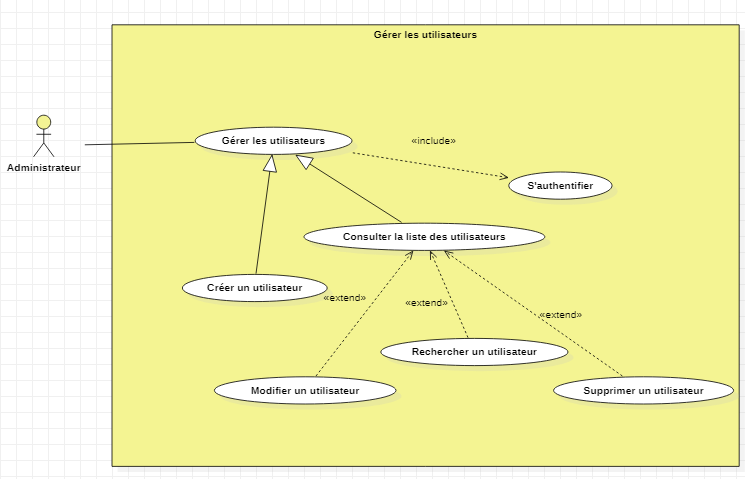 Gérer les utilisateurs
Gérer les utilisateurs
«include»
Administrateur
S'authentifier
Consulter la liste des utilisateurs
Créer un utilisateur
«extend»
«extend»
«extend»
Rechercher un utilisateur
Modifier un utilisateur
Supprimer un utilisateur